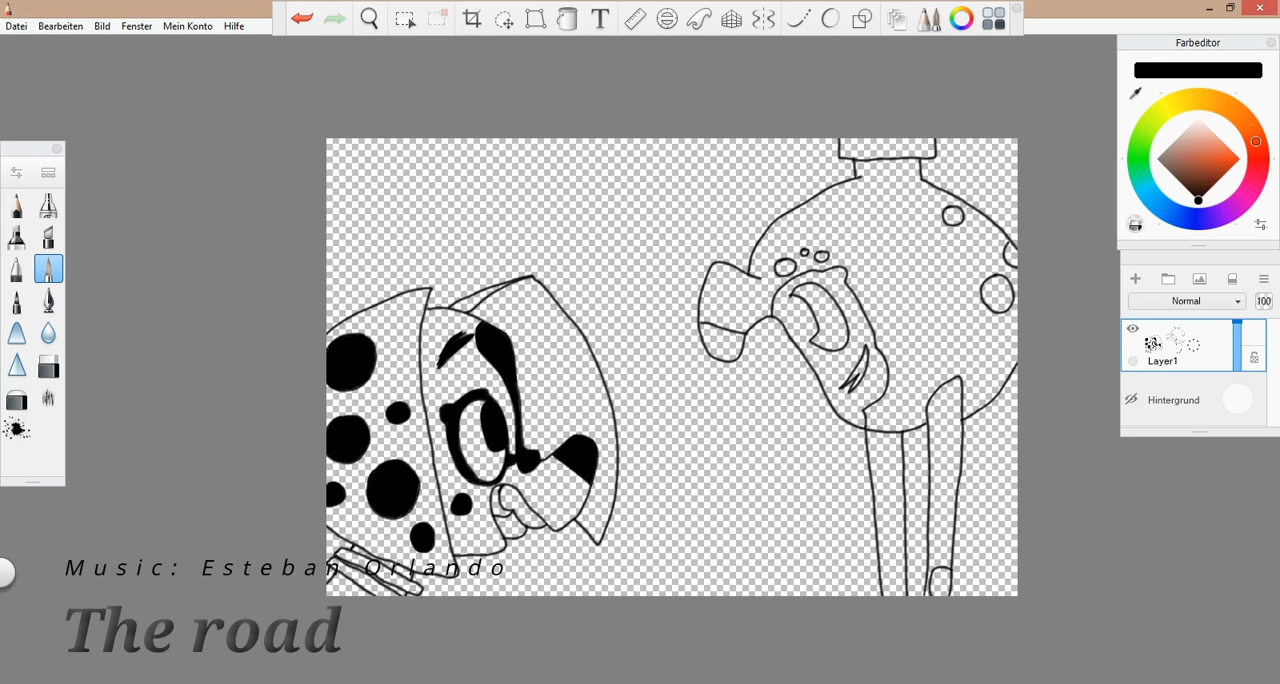 Datei Bearbeiten Bild Fenster Mein Konto Hilfe
T
Farbeditor
Normal 100
Layer1
Hintergrund
Music: Esteban Orlando
The road